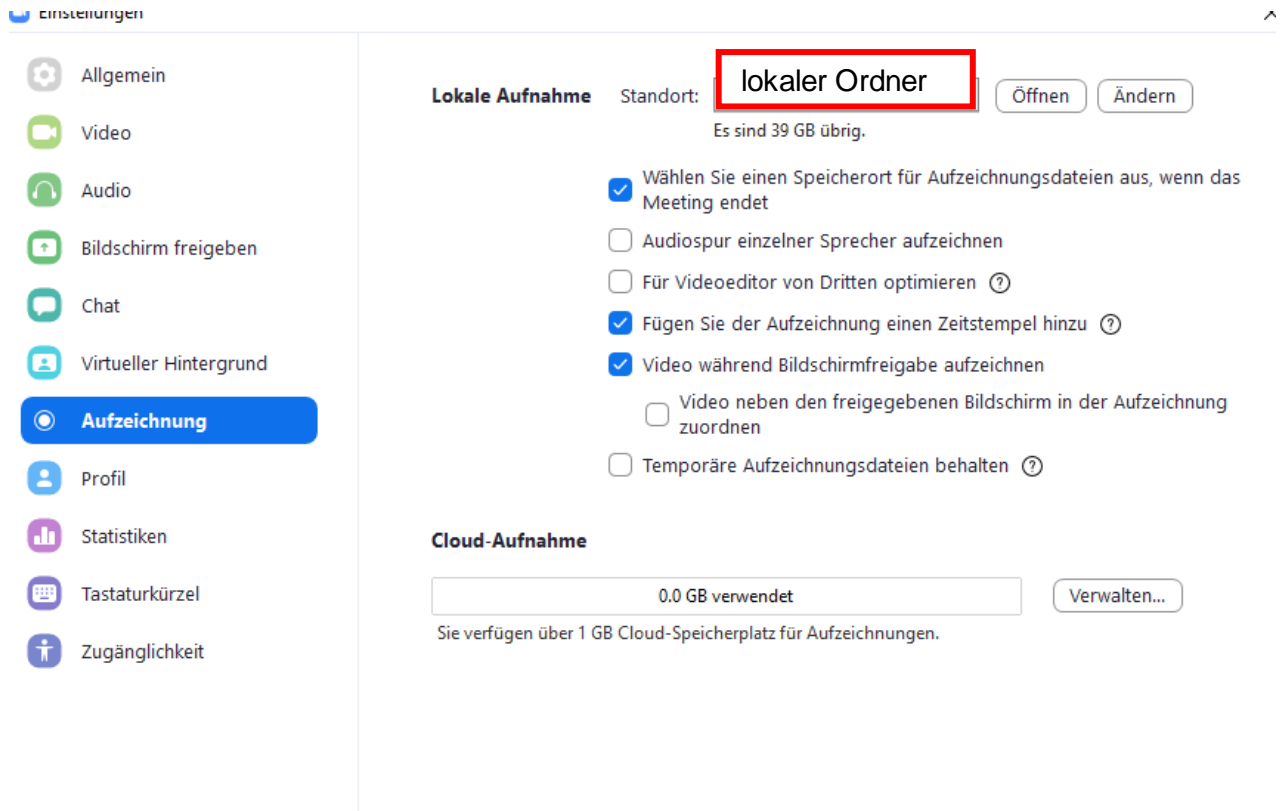 Einstellungen
Allgemein
Video
Audio
Bildschirm freigeben
Chat
Virtueller Hintergrund
Aufzeichnung
Profil
Statistiken
Tastaturkürzel
Zugänglichkeit
Lokale Aufnahme Standort: lokaler Ordner Öffnen Ändern
Es sind 39 GB übrig.
Wählen Sie einen Speicherort für Aufzeichnungsdateien aus, wenn das
Meeting endet
Audiospur einzelner Sprecher aufzeichnen
Für Videoeditor von Dritten optimieren
Fügen Sie der Aufzeichnung einen Zeitstempel hinzu
Video während Bildschirmfreigabe aufzeichnen
Video neben den freigegebenen Bildschirm in der Aufzeichnung
zuordnen
Temporäre Aufzeichnungsdateien behalten
Cloud-Aufnahme
0.0 GB verwendet Verwalten...
Sie verfügen über 1 GB Cloud-Speicherplatz für Aufzeichnungen.